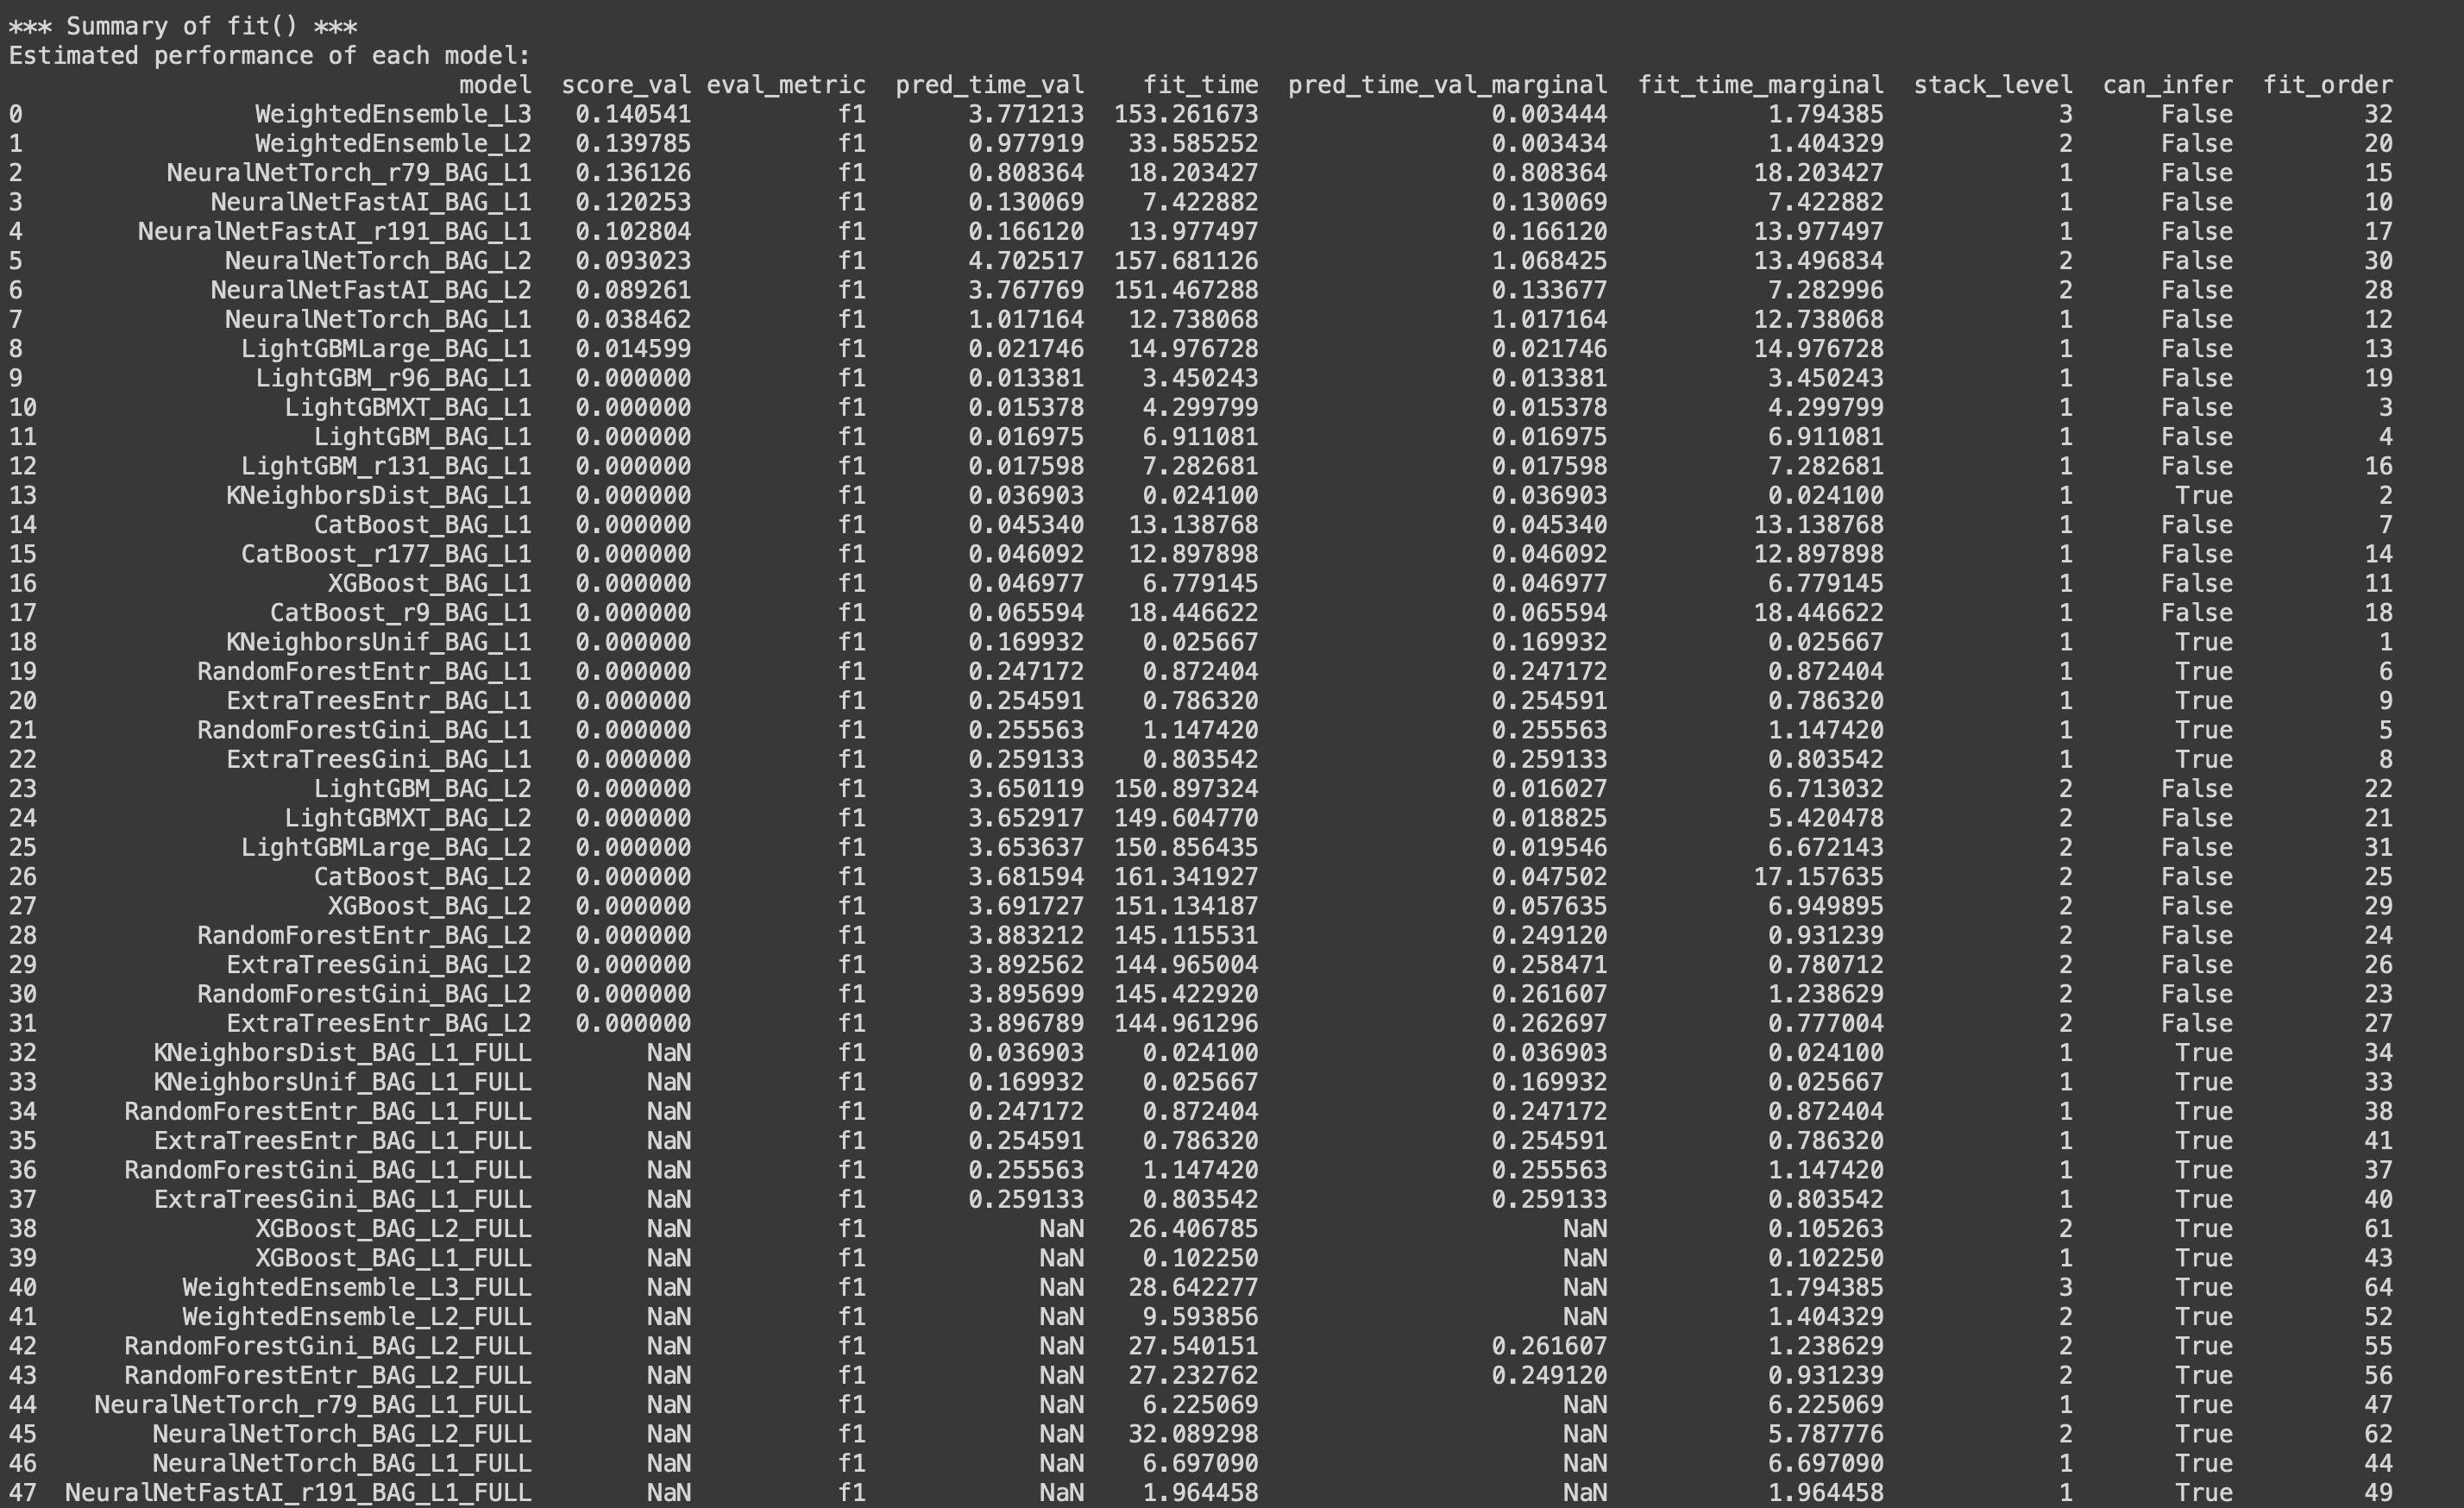 *** Summary of fit() ***
Estimated performance of each model:
model score_val eval_metric pred_time_val fit_time pred_time_val_marginal fit_time_marginal stack_level can_infer fit_order
0 WeightedEnsemble_L3 0.140541 f1 3.771213 153.261673 0.003444 1.794385 3 False 32
1 WeightedEnsemble_L2 0.139785 f1 0.977919 33.585252 0.003434 1.404329 2 False 20
2 NeuralNetTorch_r79_BAG_L1 0.136126 f1 0.808364 18.203427 0.808364 18.203427 1 False 15
3 NeuralNetFastAI_BAG_L1 0.120253 f1 0.130069 7.422882 0.130069 7.422882 1 False 10
4 NeuralNetFastAI_r191_BAG_L1 0.102804 f1 0.166120 13.977497 0.166120 13.977497 1 False 17
5 NeuralNetTorch_BAG_L2 0.093023 f1 4.702517 157.681126 1.068425 13.496834 2 False 30
6 NeuralNetFastAI_BAG_L2 0.089261 f1 3.767769 151.467288 0.133677 7.282996 2 False 28
7 NeuralNetTorch_BAG_L1 0.038462 f1 1.017164 12.738068 1.017164 12.738068 1 False 12
8 LightGBMLarge_BAG_L1 0.014599 f1 0.021746 14.976728 0.021746 14.976728 1 False 13
9 LightGBM_r96_BAG_L1 0.000000 f1 0.013381 3.450243 0.013381 3.450243 1 False 19
10 LightGBMXT_BAG_L1 0.000000 f1 0.015378 4.299799 0.015378 4.299799 1 False 3
11 LightGBM_BAG_L1 0.000000 f1 0.016975 6.911081 0.016975 6.911081 1 False 4
12 LightGBM_r131_BAG_L1 0.000000 f1 0.017598 7.282681 0.017598 7.282681 1 False 16
13 KNeighborsDist_BAG_L1 0.000000 f1 0.036903 0.024100 0.036903 0.024100 1 True 2
14 CatBoost_BAG_L1 0.000000 f1 0.045340 13.138768 0.045340 13.138768 1 False 7
15 CatBoost_r177_BAG_L1 0.000000 f1 0.046092 12.897898 0.046092 12.897898 1 False 14
16 XGBoost_BAG_L1 0.000000 f1 0.046977 6.779145 0.046977 6.779145 1 False 11
17 CatBoost_r9_BAG_L1 0.000000 f1 0.065594 18.446622 0.065594 18.446622 1 False 18
18 KNeighborsUnif_BAG_L1 0.000000 f1 0.169932 0.025667 0.169932 0.025667 1 True 1
19 RandomForestEntr_BAG_L1 0.000000 f1 0.247172 0.872404 0.247172 0.872404 1 True 6
20 ExtraTreesEntr_BAG_L1 0.000000 f1 0.254591 0.786320 0.254591 0.786320 1 True 9
21 RandomForestGini_BAG_L1 0.000000 f1 0.255563 1.147420 0.255563 1.147420 1 True 5
22 ExtraTreesGini_BAG_L1 0.000000 f1 0.259133 0.803542 0.259133 0.803542 1 True 8
23 LightGBM_BAG_L2 0.000000 f1 3.650119 150.897324 0.016027 6.713032 2 False 22
24 LightGBMXT_BAG_L2 0.000000 f1 3.652917 149.604770 0.018825 5.420478 2 False 21
25 LightGBMLarge_BAG_L2 0.000000 f1 3.653637 150.856435 0.019546 6.672143 2 False 31
26 CatBoost_BAG_L2 0.000000 f1 3.681594 161.341927 0.047502 17.157635 2 False 25
27 XGBoost_BAG_L2 0.000000 f1 3.691727 151.134187 0.057635 6.949895 2 False 29
28 RandomForestEntr_BAG_L2 0.000000 f1 3.883212 145.115531 0.249120 0.931239 2 False 24
29 ExtraTreesGini_BAG_L2 0.000000 f1 3.892562 144.965004 0.258471 0.780712 2 False 26
30 RandomForestGini_BAG_L2 0.000000 f1 3.895699 145.422920 0.261607 1.238629 2 False 23
31 ExtraTreesEntr_BAG_L2 0.000000 f1 3.896789 144.961296 0.262697 0.777004 2 False 27
32 KNeighborsDist_BAG_L1_FULL NaN f1 0.036903 0.024100 0.036903 0.024100 1 True 34
33 KNeighborsUnif_BAG_L1_FULL NaN f1 0.169932 0.025667 0.169932 0.025667 1 True 33
34 RandomForestEntr_BAG_L1_FULL NaN f1 0.247172 0.872404 0.247172 0.872404 1 True 38
35 ExtraTreesEntr_BAG_L1_FULL NaN f1 0.254591 0.786320 0.254591 0.786320 1 True 41
36 RandomForestGini_BAG_L1_FULL NaN f1 0.255563 1.147420 0.255563 1.147420 1 True 37
37 ExtraTreesGini_BAG_L1_FULL NaN f1 0.259133 0.803542 0.259133 0.803542 1 True 40
38 XGBoost_BAG_L2_FULL NaN f1 NaN 26.406785 NaN 0.105263 2 True 61
39 XGBoost_BAG_L1_FULL NaN f1 NaN 0.102250 NaN 0.102250 1 True 43
40 WeightedEnsemble_L3_FULL NaN f1 NaN 28.642277 NaN 1.794385 3 True 64
41 WeightedEnsemble_L2_FULL NaN f1 NaN 9.593856 NaN 1.404329 2 True 52
42 RandomForestGini_BAG_L2_FULL NaN f1 NaN 27.540151 0.261607 1.238629 2 True 55
43 RandomForestEntr_BAG_L2_FULL NaN f1 NaN 27.232762 0.249120 0.931239 2 True 56
44 NeuralNetTorch_r79_BAG_L1_FULL NaN f1 NaN 6.225069 NaN 6.225069 1 True 47
45 NeuralNetTorch_BAG_L2_FULL NaN f1 NaN 32.089298 NaN 5.787776 2 True 62
46 NeuralNetTorch_BAG_L1_FULL NaN f1 NaN 6.697090 NaN 6.697090 1 True 44
47 NeuralNetFastAI_r191_BAG_L1_FULL NaN f1 NaN 1.964458 NaN 1.964458 1 True 49